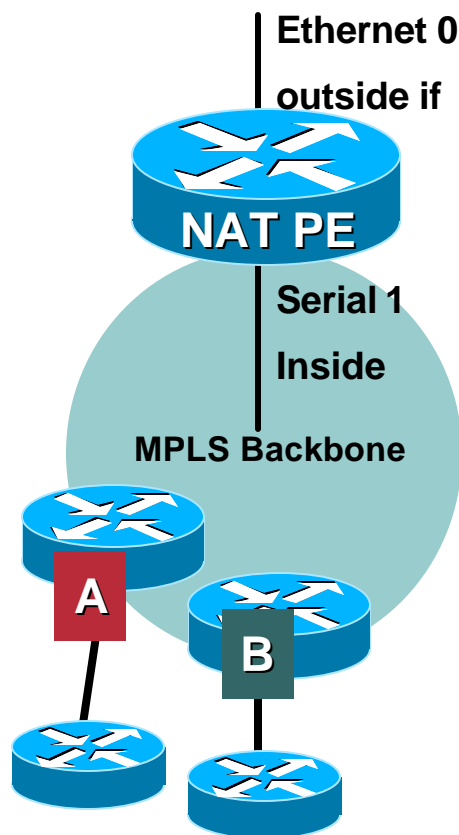 Ethernet 0
outside if
NAT PE
Serial 1
Inside
MPLS Backbone
A
B